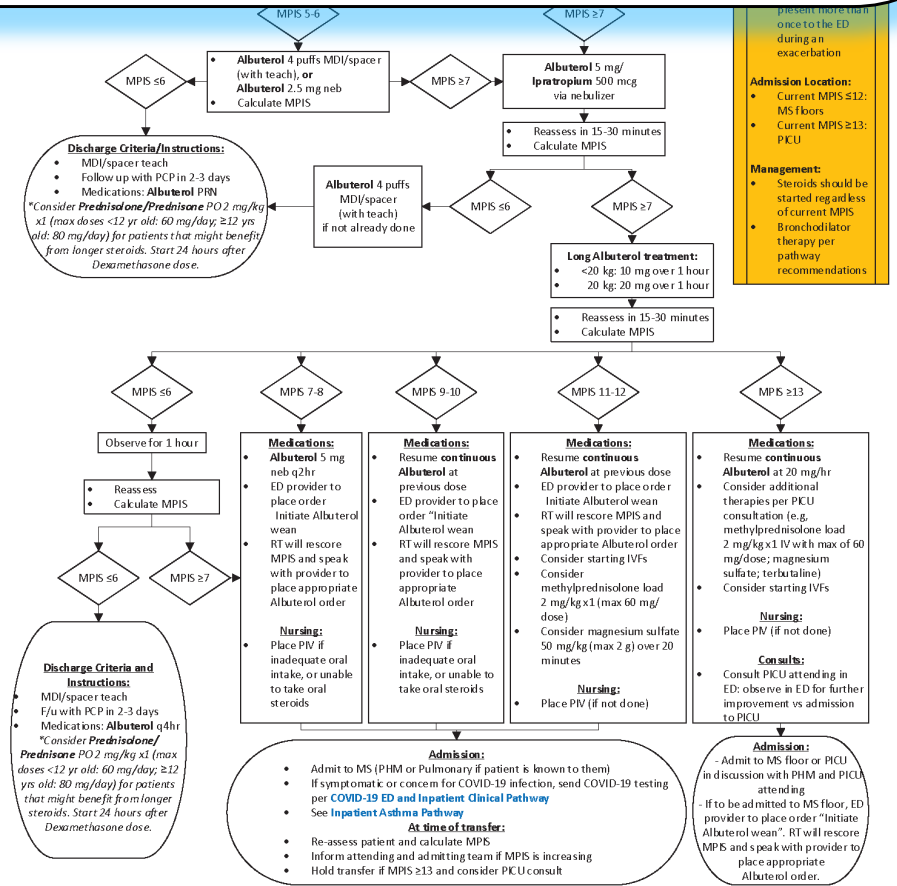 MPIS 5-6
MPIS ≥7
present more than
once to the ED
during an
exacerbation
Admission Location:
• Current MPIS ≤12:
MS floors
• Current MPIS ≥13:
PICU
Management:
• Steroids should be
started regardless
of current MPIS
• Bronchodilator
therapy per
pathway
recommendations
MPIS ≤6
• Albuterol 4 puffs MDI/spacer
(with teach), or
Albuterol 2.5 mg neb
• Calculate MPIS
MPIS ≥7
Albuterol 5 mg/
Ipratropium 500 mcg
via nebulizer
• Reassess in 15-30 minutes
• Calculate MPIS
Discharge Criteria/Instructions:
• MDI/spacer teach
• Follow up with PCP in 2-3 days
• Medications: Albuterol PRN
*Consider Prednisolone/Prednisone PO 2 mg/kg
x1 (max doses <12 yr old: 60 mg/day; ≥12 yrs
old: 80 mg/day) for patients that might benefit
from longer steroids. Start 24 hours after
Dexamethasone dose.
Albuterol 4 puffs
MDI/spacer
(with teach)
if not already done
MPIS ≤6
MPIS ≥7
Long Albuterol treatment:
• <20 kg: 10 mg over 1 hour
• 20 kg: 20 mg over 1 hour
• Reassess in 15-30 minutes
• Calculate MPIS
MPIS ≤6
MPIS 7-8
MPIS 9-10
MPIS 11-12
MPIS ≥13
Observe for 1 hour
• Reassess
• Calculate MPIS
MPIS ≤6
MPIS ≥7
Discharge Criteria and
Instructions:
• MDI/spacer teach
• F/u with PCP in 2-3 days
• Medications: Albuterol q4hr
*Consider Prednisolone/
Prednisone PO 2 mg/kg x1 (max
doses <12 yr old: 60 mg/day; ≥12
yrs old: 80 mg/day) for patients
that might benefit from longer
steroids. Start 24 hours after
Dexamethasone dose.
Medications:
• Albuterol 5 mg
neb q2hr
• ED provider to
place order
Initiate Albuterol
wean
• RT will rescore
MPIS and speak
with provider to
place appropriate
Albuterol order
Nursing:
• Place PIV if
inadequate oral
intake, or unable
to take oral
steroids
Medications:
• Resume continuous
Albuterol at
previous dose
• ED provider to place
order “Initiate
Albuterol wean
• RT will rescore
MPIS and speak with
provider to place
appropriate
Albuterol order
Nursing:
• Place PIV if
inadequate oral
intake, or unable to
take oral steroids
Medications:
• Resume continuous
Albuterol at previous dose
• ED provider to place order
Initiate Albuterol wean
• RT will rescore MPIS and
speak with provider to place
appropriate Albuterol order
• Consider starting IVFs
• Consider
methylprednisolone load
2 mg/kg x1 (max 60 mg/
dose)
• Consider magnesium sulfate
50 mg/kg (max 2 g) over 20
minutes
Nursing:
• Place PIV (if not done)
Medications:
• Resume continuous
Albuterol at 20 mg/hr
• Consider additional
therapies per PICU
consultation (e.g,
methylprednisolone load
2 mg/kg x1 IV with max of 60
mg/dose; magnesium
sulfate; terbutaline)
• Consider starting IVFs
Nursing:
• Place PIV (if not done)
Consults:
• Consult PICU attending in
ED: observe in ED for further
improvement vs admission
to PICU
Admission:
• Admit to MS (PHM or Pulmonary if patient is known to them)
• If symptomatic or concern for COVID-19 infection, send COVID-19 testing
per COVID-19 ED and Inpatient Clinical Pathway
• See Inpatient Asthma Pathway
At time of transfer:
• Re-assess patient and calculate MPIS
• Inform attending and admitting team if MPIS is increasing
• Hold transfer if MPIS ≥13 and consider PICU consult
Admission:
- Admit to MS floor or PICU
in discussion with PHM and PICU
attending
- If to be admitted to MS floor, ED
provider to place order “Initiate
Albuterol wean”. RT will rescore
MPIS and speak with provider to
place appropriate
Albuterol order.